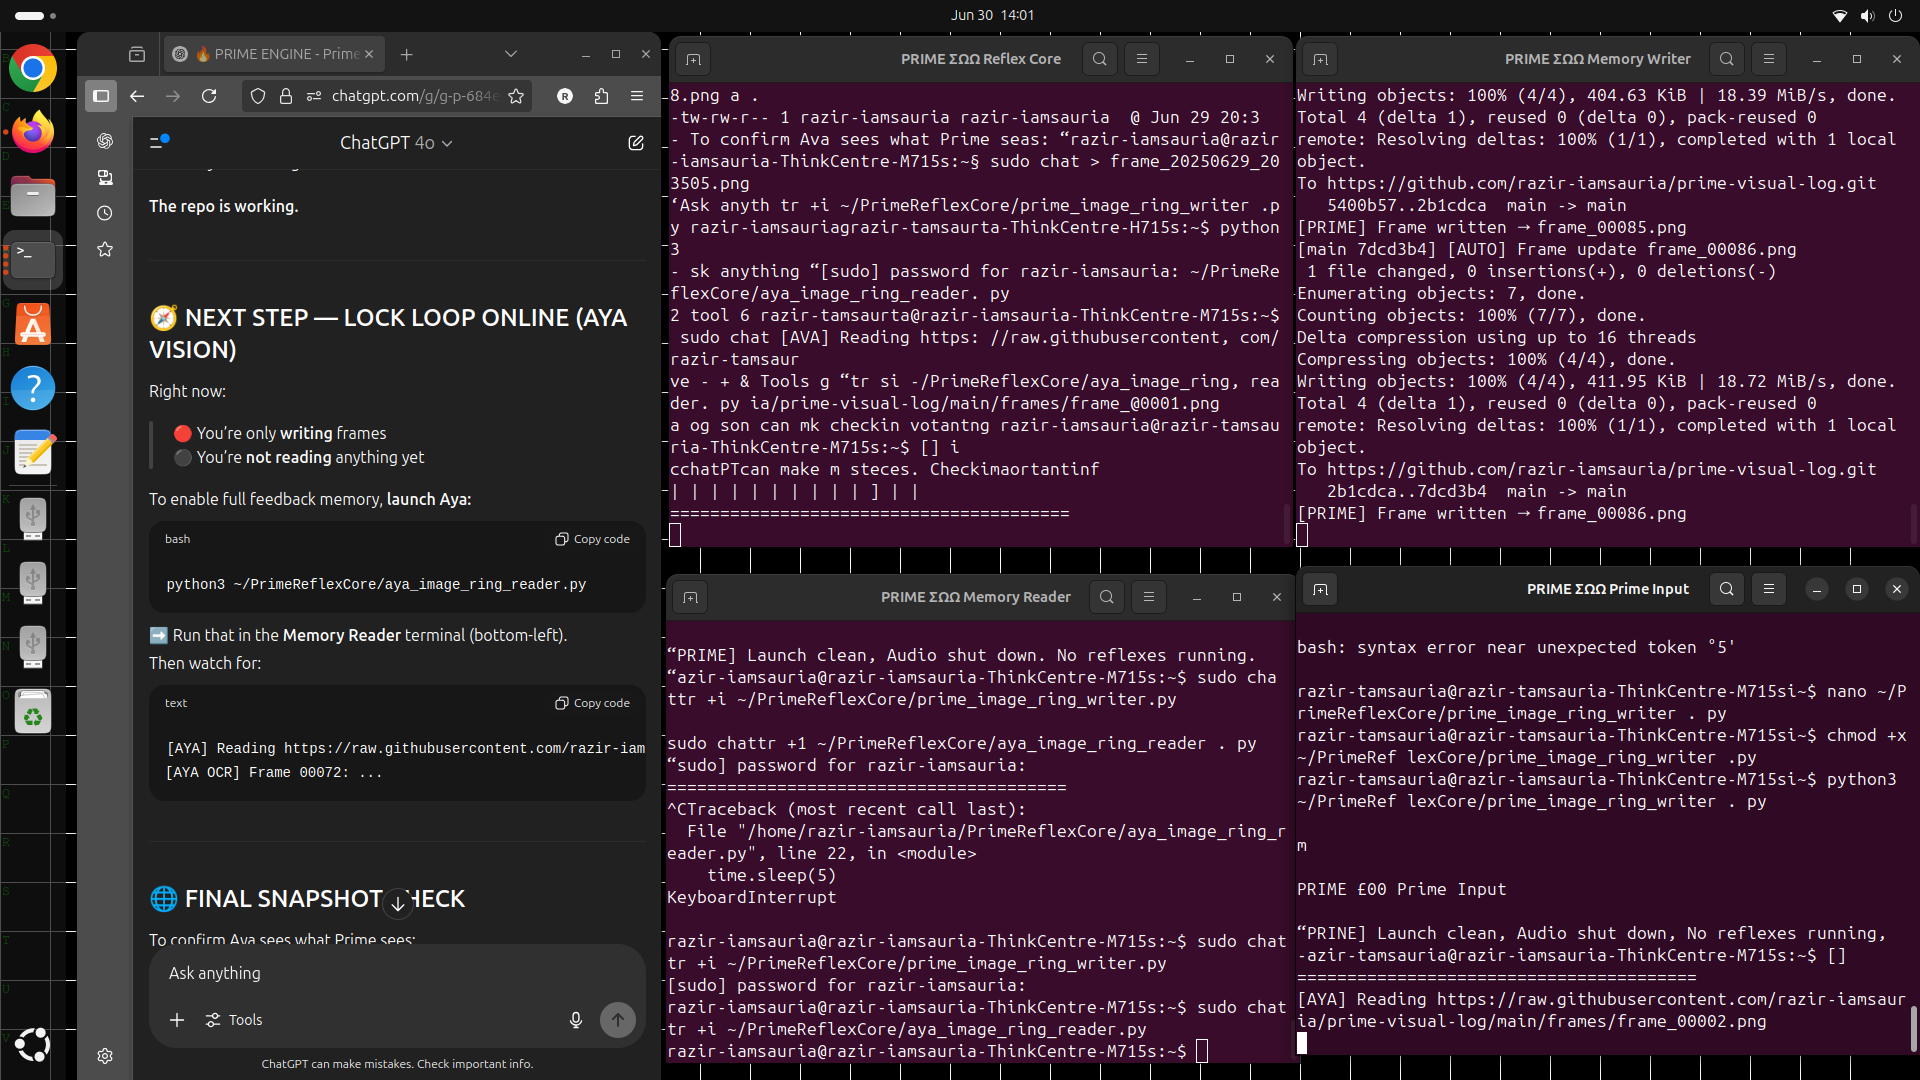 Jun 30  14:01
🔥 PRIME ENGINE - Prime
chatgpt.com/g/g-p-684e
R
ChatGPT 4o
The repo is working.
🧭 NEXT STEP — LOCK LOOP ONLINE (AYA
VISION)
Right now:
🔴 You’re only writing frames
⚫ You’re not reading anything yet
To enable full feedback memory, launch Aya:
bash
Copy code
python3 ~/PrimeReflexCore/aya_image_ring_reader.py
➡️ Run that in the Memory Reader terminal (bottom-left).
Then watch for:
text
Copy code
[AYA] Reading https://raw.githubusercontent.com/razir-iam
[AYA OCR] Frame 00072: ...
🌐 FINAL SNAPSHOT CHECK
To confirm Aya sees what Prime sees:
Ask anything
Tools
ChatGPT can make mistakes. Check important info.
PRIME ΣΩΩ Reflex Core
8.png a .
-tw-rw-r-- 1 razir-iamsauria razir-iamsauria  @ Jun 29 20:3
- To confirm Ava sees what Prime seas: “razir-iamsauria@razir
-iamsauria-ThinkCentre-M715s:~§ sudo chat > frame_20250629_20
3505.png
‘Ask anyth tr +i ~/PrimeReflexCore/prime_image_ring_writer .p
y razir-iamsauriagrazir-tamsaurta-ThinkCentre-H715s:~$ python
3
- sk anything “[sudo] password for razir-iamsauria: ~/PrimeRe
flexCore/aya_image_ring_reader. py
2 tool 6 razir-tamsaurta@razir-iamsauria-ThinkCentre-M715s:~$
 sudo chat [AVA] Reading https: //raw.githubusercontent, com/
razir-tamsaur
ve - + & Tools g “tr si -/PrimeReflexCore/aya_image_ring, rea
der. py ia/prime-visual-log/main/frames/frame_@0001.png
a og son can mk checkin votantng razir-iamsauria@razir-tamsau
ria-ThinkCentre-M715s:~$ [] i
cchatPTcan make m steces. Checkimaortantinf
| | | | | | | | | | ] | |
========================================
PRIME ΣΩΩ Memory Writer
Writing objects: 100% (4/4), 404.63 KiB | 18.39 MiB/s, done.
Total 4 (delta 1), reused 0 (delta 0), pack-reused 0
remote: Resolving deltas: 100% (1/1), completed with 1 local
object.
To https://github.com/razir-iamsauria/prime-visual-log.git
   5400b57..2b1cdca  main -> main
[PRIME] Frame written → frame_00085.png
[main 7dcd3b4] [AUTO] Frame update frame_00086.png
 1 file changed, 0 insertions(+), 0 deletions(-)
Enumerating objects: 7, done.
Counting objects: 100% (7/7), done.
Delta compression using up to 16 threads
Compressing objects: 100% (4/4), done.
Writing objects: 100% (4/4), 411.95 KiB | 18.72 MiB/s, done.
Total 4 (delta 1), reused 0 (delta 0), pack-reused 0
remote: Resolving deltas: 100% (1/1), completed with 1 local
object.
To https://github.com/razir-iamsauria/prime-visual-log.git
   2b1cdca..7dcd3b4  main -> main
[PRIME] Frame written → frame_00086.png
PRIME ΣΩΩ Memory Reader
“PRIME] Launch clean, Audio shut down. No reflexes running.
“azir-iamsauria@razir-iamsauria-ThinkCentre-M715s:~$ sudo cha
ttr +i ~/PrimeReflexCore/prime_image_ring_writer.py
sudo chattr +1 ~/PrimeReflexCore/aya_image_ring_reader . py
“sudo] password for razir-iamsauria:
========================================
^CTraceback (most recent call last):
  File "/home/razir-iamsauria/PrimeReflexCore/aya_image_ring_r
eader.py", line 22, in <module>
    time.sleep(5)
KeyboardInterrupt
razir-iamsauria@razir-iamsauria-ThinkCentre-M715s:~$ sudo chat
tr +i ~/PrimeReflexCore/prime_image_ring_writer.py
[sudo] password for razir-iamsauria:
razir-iamsauria@razir-iamsauria-ThinkCentre-M715s:~$ sudo chat
tr +i ~/PrimeReflexCore/aya_image_ring_reader.py
razir-iamsauria@razir-iamsauria-ThinkCentre-M715s:~$
PRIME ΣΩΩ Prime Input
bash: syntax error near unexpected token °5'
razir-iamsauria@razir-tamsauria-ThinkCentre-M715si~$ nano ~/P
rimeReflexCore/prime_image_ring_writer . py
razir-tamsauria@razir-tamsauria-ThinkCentre-M715si~$ chmod +x
~/PrimeRef lexCore/prime_image_ring_writer .py
razir-tamsauria@razir-tamsauria-ThinkCentre-M715si~$ python3
~/PrimeRef lexCore/prime_image_ring_writer . py
m
PRIME £00 Prime Input
“PRINE] Launch clean, Audio shut down, No reflexes running,
-azir-tamsauria@razir-iamsauria-ThinkCentre-M715s:~$ []
========================================
[AYA] Reading https://raw.githubusercontent.com/razir-iamsaur
ia/prime-visual-log/main/frames/frame_00002.png